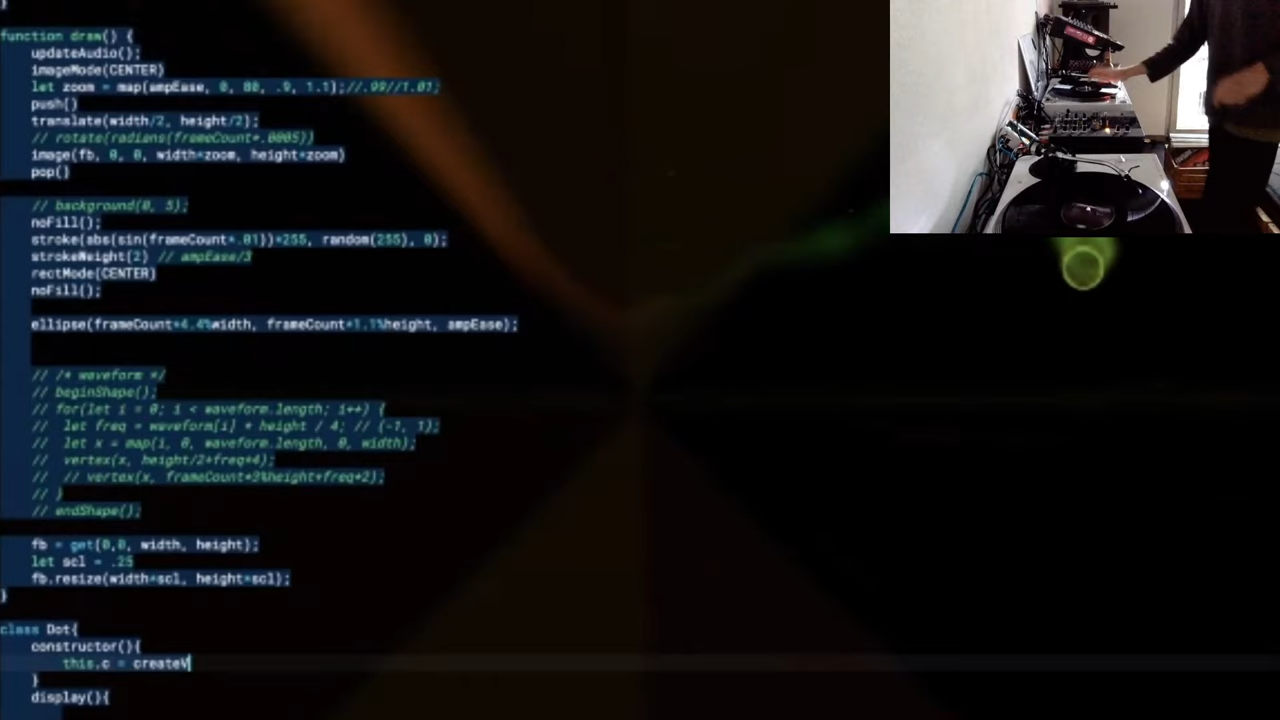 }
function draw() {
updateAudio();
imageMode(CENTER)
let zoom = map(ampEase, 0, 80, .9, 1.1);//.99//1.01;
push()
translate(width/2, height/2);
// rotate(radians(frameCount*.0005))
image(fb, 0, 0, width*zoom, height*zoom)
pop()
// background(0, 5);
noFill();
stroke(abs(sin(frameCount*.01))*255, random(255), 0);
strokeWeight(2) // ampEase/3
rectMode(CENTER)
noFill();
ellipse(frameCount*4.4%width, frameCount*1.1%height, ampEase);
// /* waveform */
// beginShape();
// for(let i = 0; i < waveform.length; i++) {
// let freq = waveform[i] * height / 4; // (-1, 1);
// let x = map(i, 0, waveform.length, 0, width);
// vertex(x, height/2+freq*4);
// // vertex(x, frameCount*3%height+freq*2);
// }
// endShape();
fb = get(0,0, width, height);
let scl = .25
fb.resize(width*scl, height*scl);
}
class Dot{
constructor(){
this.c = createV
}
display(){